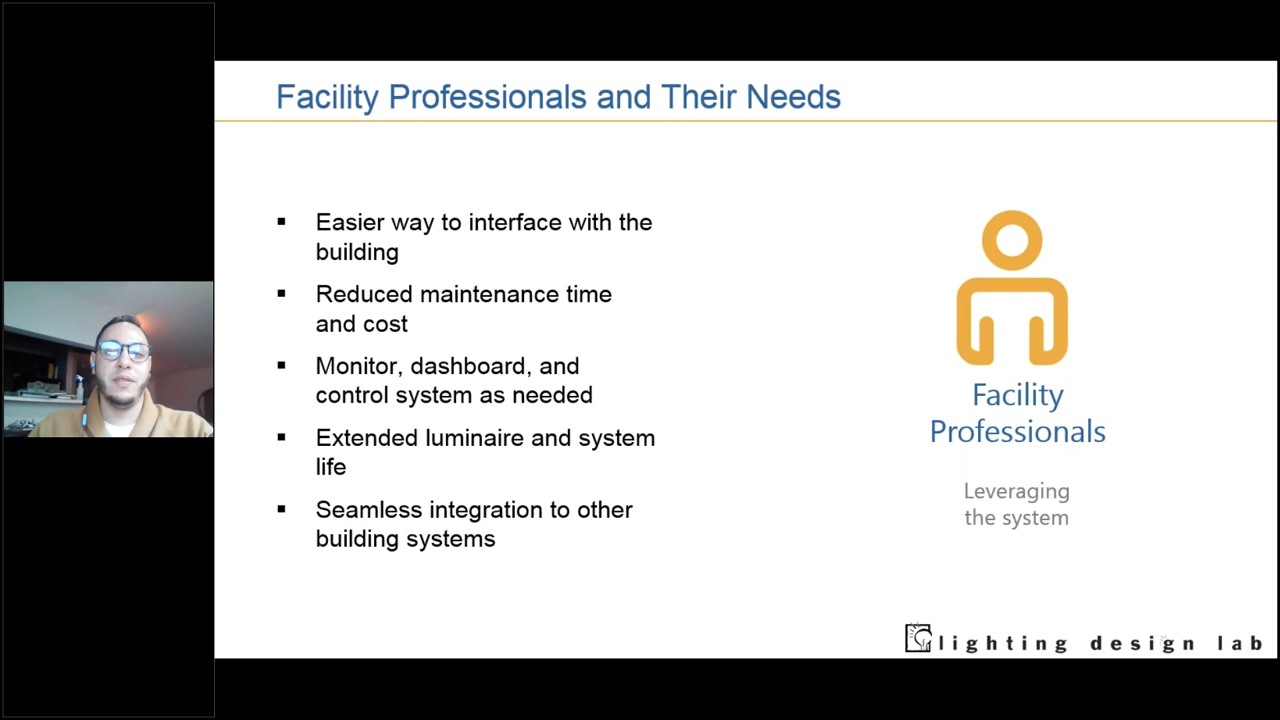 Facility Professionals and Their Needs
Easier way to interface with the
building
Reduced maintenance time
and cost
Monitor, dashboard, and
control system as needed
Extended luminaire and system
life
Seamless integration to other
building systems
Facility
Professionals
Leveraging
the system
lighting design lab